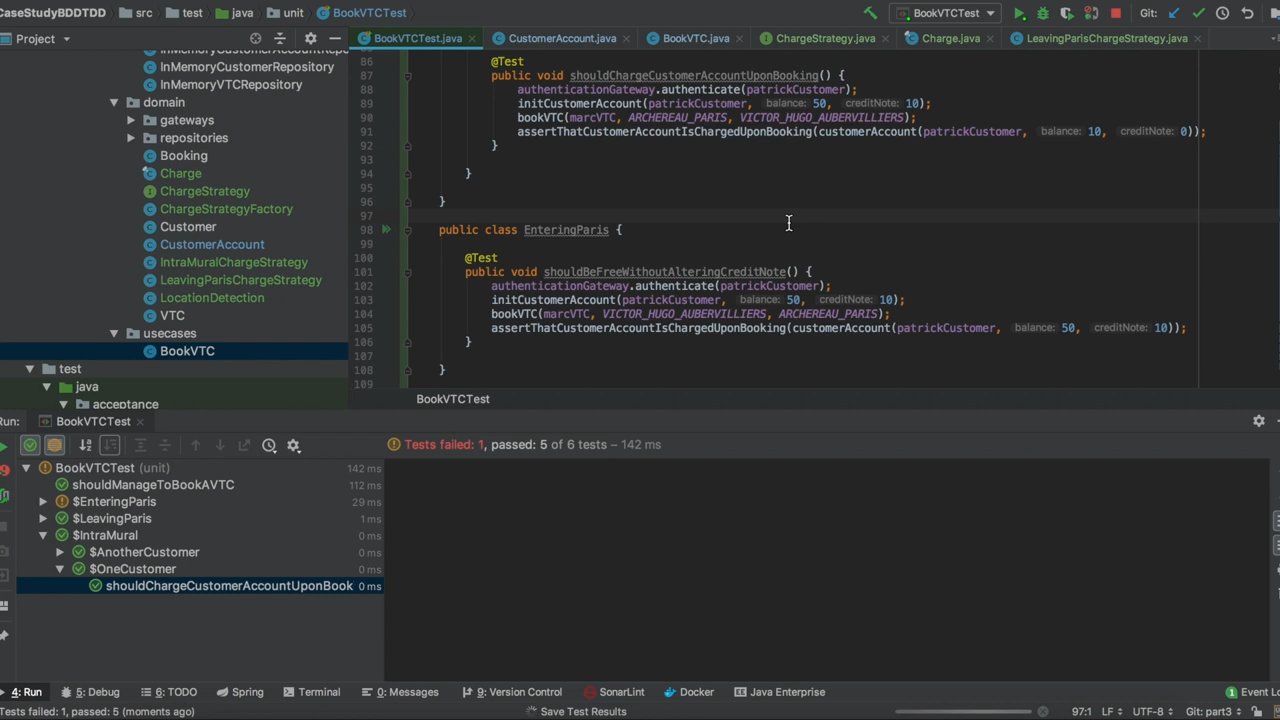 CaseStudyBDDTDD src test java unit BookVTCTest BookVTCTest Git:
Project BookVTCTest.java CustomerAccount.java BookVTC.java ChargeStrategy.java Charge.java LeavingParisChargeStrategy.java
InMemoryCustomerAccountRepo
InMemoryCustomerRepository
InMemoryVTCRepository
domain
gateways
repositories
Booking
Charge
ChargeStrategy
ChargeStrategyFactory
Customer
CustomerAccount
IntraMuralChargeStrategy
LeavingParisChargeStrategy
LocationDetection
VTC
usecases
BookVTC
test
java
acceptance
86 @Test
87 public void shouldChargeCustomerAccountUponBooking() {
88 authenticationGateway.authenticate(patrickCustomer);
89 initCustomerAccount(patrickCustomer, balance: 50, creditNote: 10);
90 bookVTC(marcVTC, ARCHEREAU_PARIS, VICTOR_HUGO_AUBERVILLIERS);
91 assertThatCustomerAccountIsChargedUponBooking(customerAccount(patrickCustomer, balance: 10, creditNote: 0));
92 }
93
94 }
95
96 }
97
98 public class EnteringParis {
99
100 @Test
101 public void shouldBeFreeWithoutAlteringCreditNote() {
102 authenticationGateway.authenticate(patrickCustomer);
103 initCustomerAccount(patrickCustomer, balance: 50, creditNote: 10);
104 bookVTC(marcVTC, VICTOR_HUGO_AUBERVILLIERS, ARCHEREAU_PARIS);
105 assertThatCustomerAccountIsChargedUponBooking(customerAccount(patrickCustomer, balance: 50, creditNote: 10));
106 }
107
108 }
109
BookVTCTest
Run: BookVTCTest
Tests failed: 1, passed: 5 of 6 tests – 142 ms
BookVTCTest (unit) 142 ms
shouldManageToBookAVTC 112 ms
$EnteringParis 29 ms
$LeavingParis 1 ms
$IntraMural 0 ms
$AnotherCustomer 0 ms
$OneCustomer 0 ms
shouldChargeCustomerAccountUponBook 0 ms
4: Run 5: Debug 6: TODO Spring Terminal 0: Messages 9: Version Control SonarLint Docker Java Enterprise 1 Event Lo
Tests failed: 1, passed: 5 (moments ago) Save Test Results 97:1 LF UTF-8 Git: part3